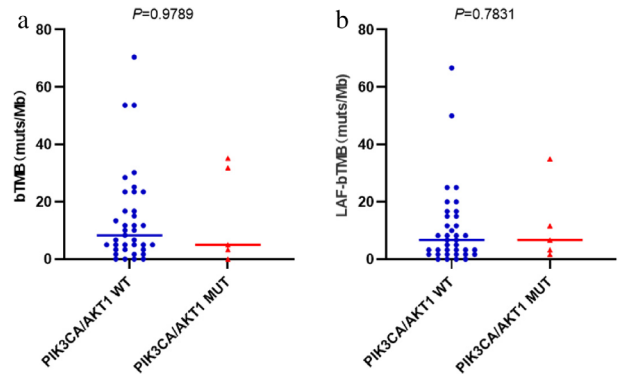 a
P=0.9789
bTMB(muts/Mb)
80
60
40
20
0
PIK3CA/AKT1 WT
PIK3CA/AKT1 MUT
b
P=0.7831
LAF-bTMB(muts/Mb)
80
60
40
20
0
PIK3CA/AKT1 WT
PIK3CA/AKT1 MUT